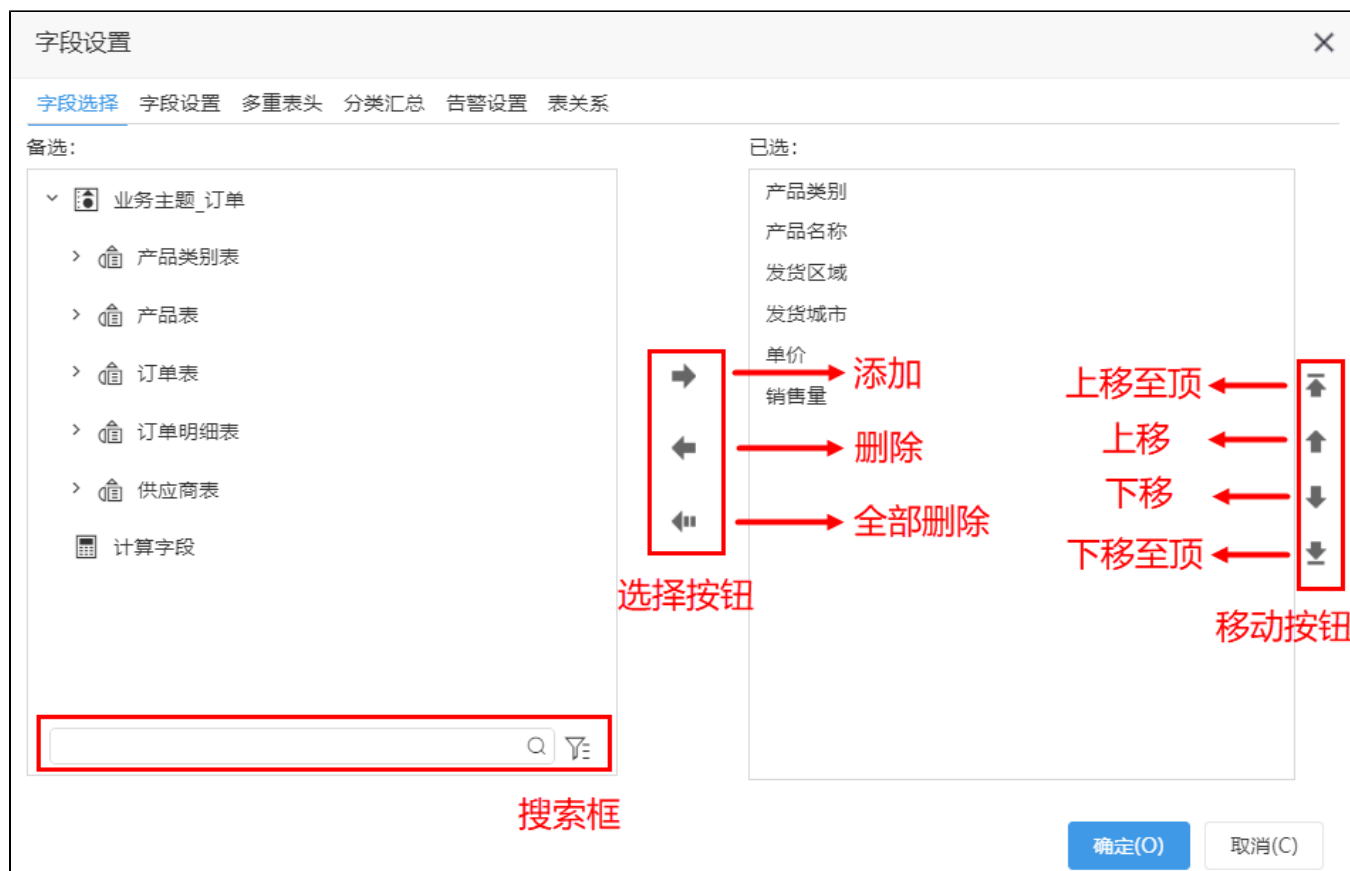 字段设置
字段选择 字段设置 多重表头 分类汇总 告警设置 表关系
备选：
已选：
业务主题_订单
产品类别表
产品表
订单表
订单明细表
供应商表
计算字段
产品类别
产品名称
发货区域
发货城市
单价
销售量
添加
删除
全部删除
选择按钮
上移至顶
上移
下移
下移至顶
移动按钮
搜索框
确定(O)
取消(C)